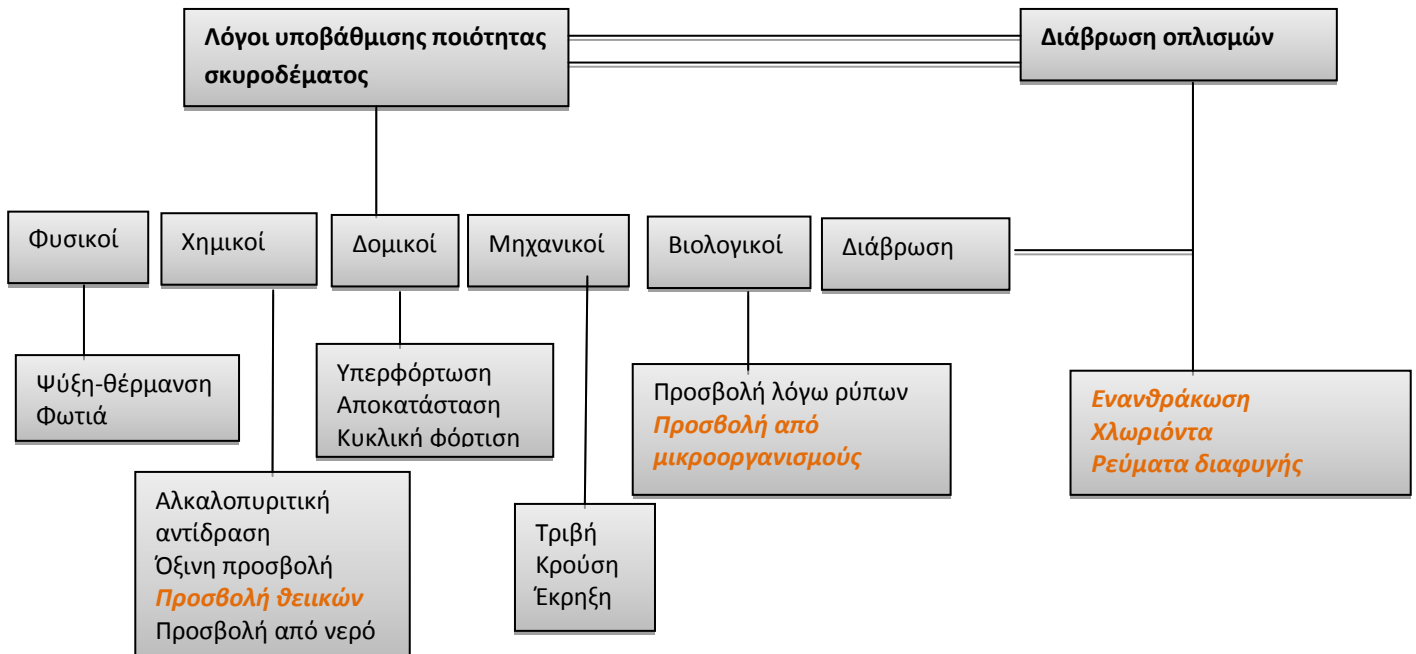 Λόγοι υποβάθμισης ποιότητας
σκυροδέματος
Διάβρωση οπλισμών
Φυσικοί
Χημικοί
Δομικοί
Μηχανικοί
Βιολογικοί
Διάβρωση
Ψύξη-θέρμανση
Φωτιά
Αλκαλοπυριτική
αντίδραση
Όξινη προσβολή
Προσβολή θειικών
Προσβολή από νερό
Υπερφόρτωση
Αποκατάσταση
Κυκλική φόρτιση
Τριβή
Κρούση
Έκρηξη
Προσβολή λόγω ρύπων
Προσβολή από
μικροοργανισμούς
Ενανθράκωση
Χλωριόντα
Ρεύματα διαφυγής